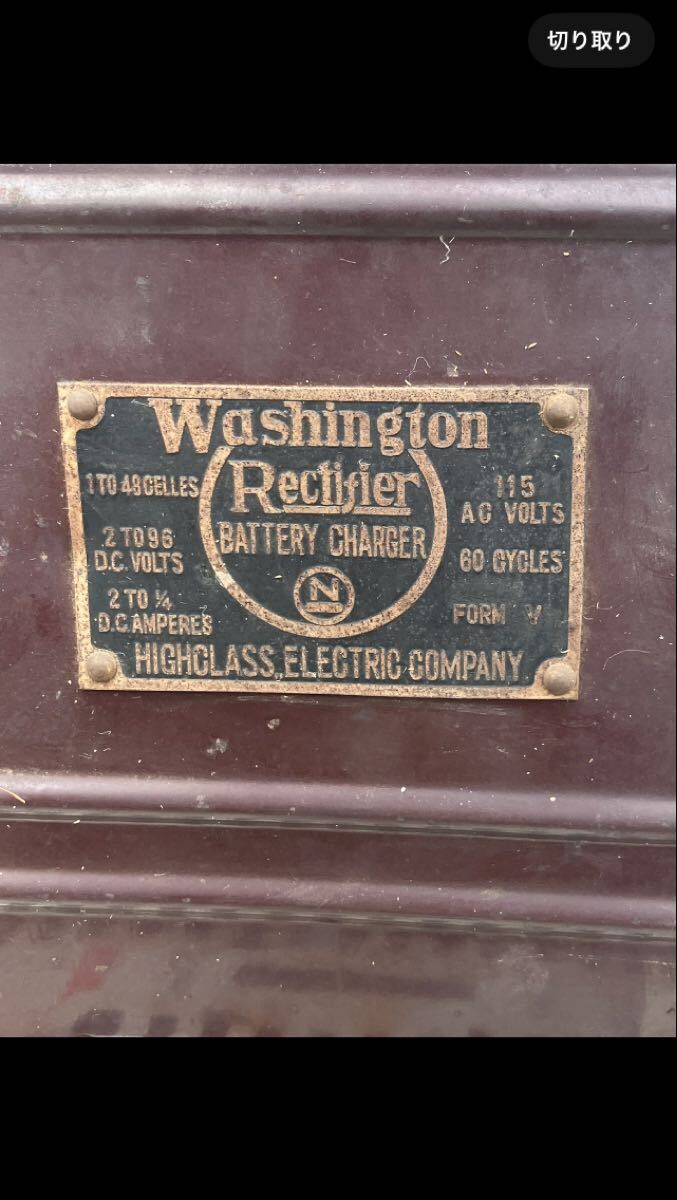 切り取り
Washington
Rectifier
BATTERY CHARGER
N
1 TO 48 CELLES
2 TO 96
D.C. VOLTS
2 TO ¼
D.C. AMPERES
115
AC VOLTS
60 CYCLES
FORM V
HIGHCLASS ELECTRIC COMPANY